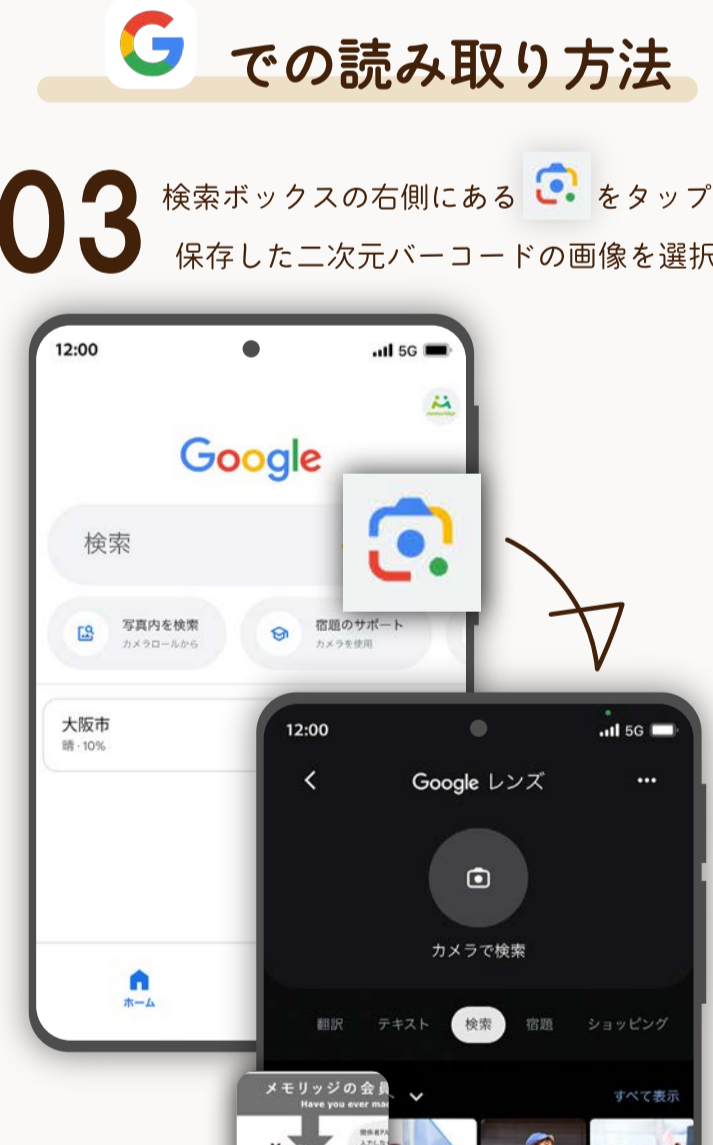 G での読み取り方法
03
検索ボックスの右側にある をタップ
保存した二次元バーコードの画像を選択
12:00
5G
Google
検索
写真内を検索
カメラロールから
宿題のサポート
カメラを使用
大阪市
晴・10%
ホーム
12:00
5G
Google レンズ
カメラで検索
翻訳 テキスト 検索 宿題 ショッピング
すべて表示
メモリッジの会員
Have you ever mad